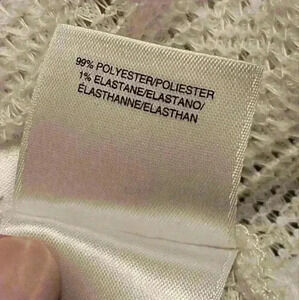 99% POLYESTER/POLIESTER
1% ELASTANE/ELASTANO/
ÉLASTHANNE/ELASTHAN